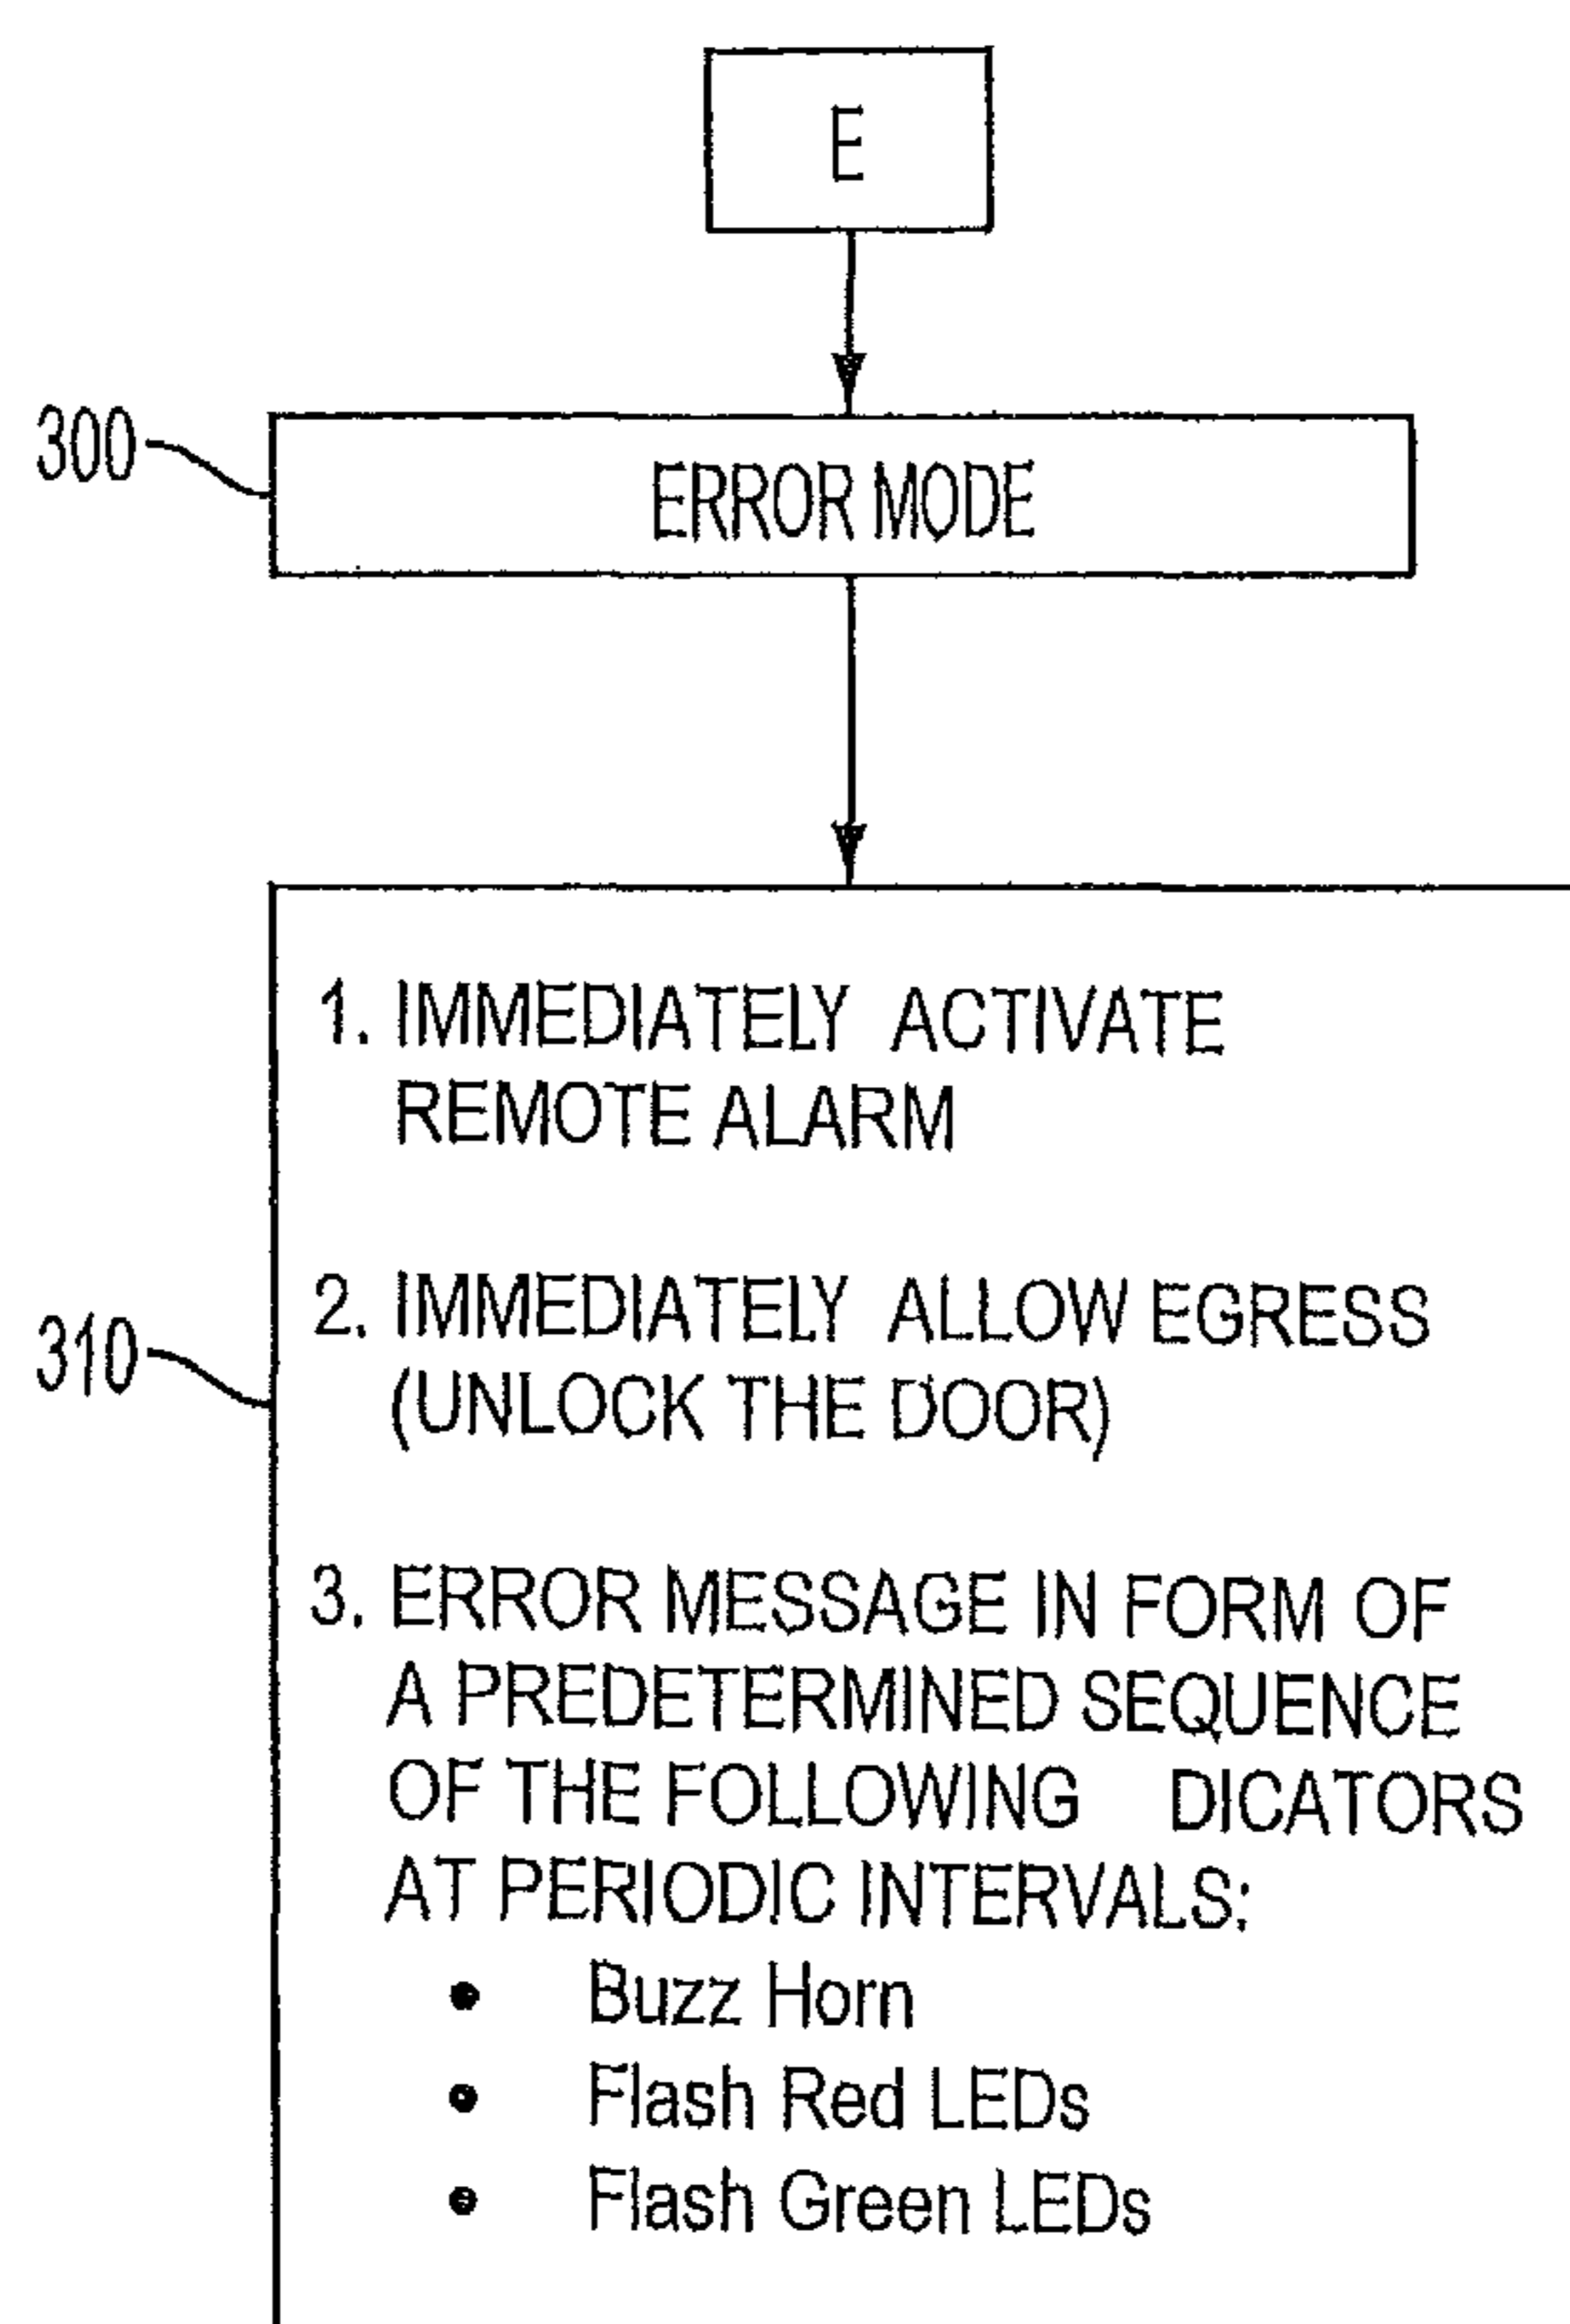 E
300
ERROR MODE
1. IMMEDIATELY ACTIVATE
REMOTE ALARM
2. IMMEDIATELY ALLOW EGRESS
(UNLOCK THE DOOR)
310
3. ERROR MESSAGE IN FORM OF
A PREDETERMINED SEQUENCE
OF THE FOLLOWING DICATORS
AT PERIODIC INTERVALS:
• Buzz Horn
• Flash Red LEDs
• Flash Green LEDs